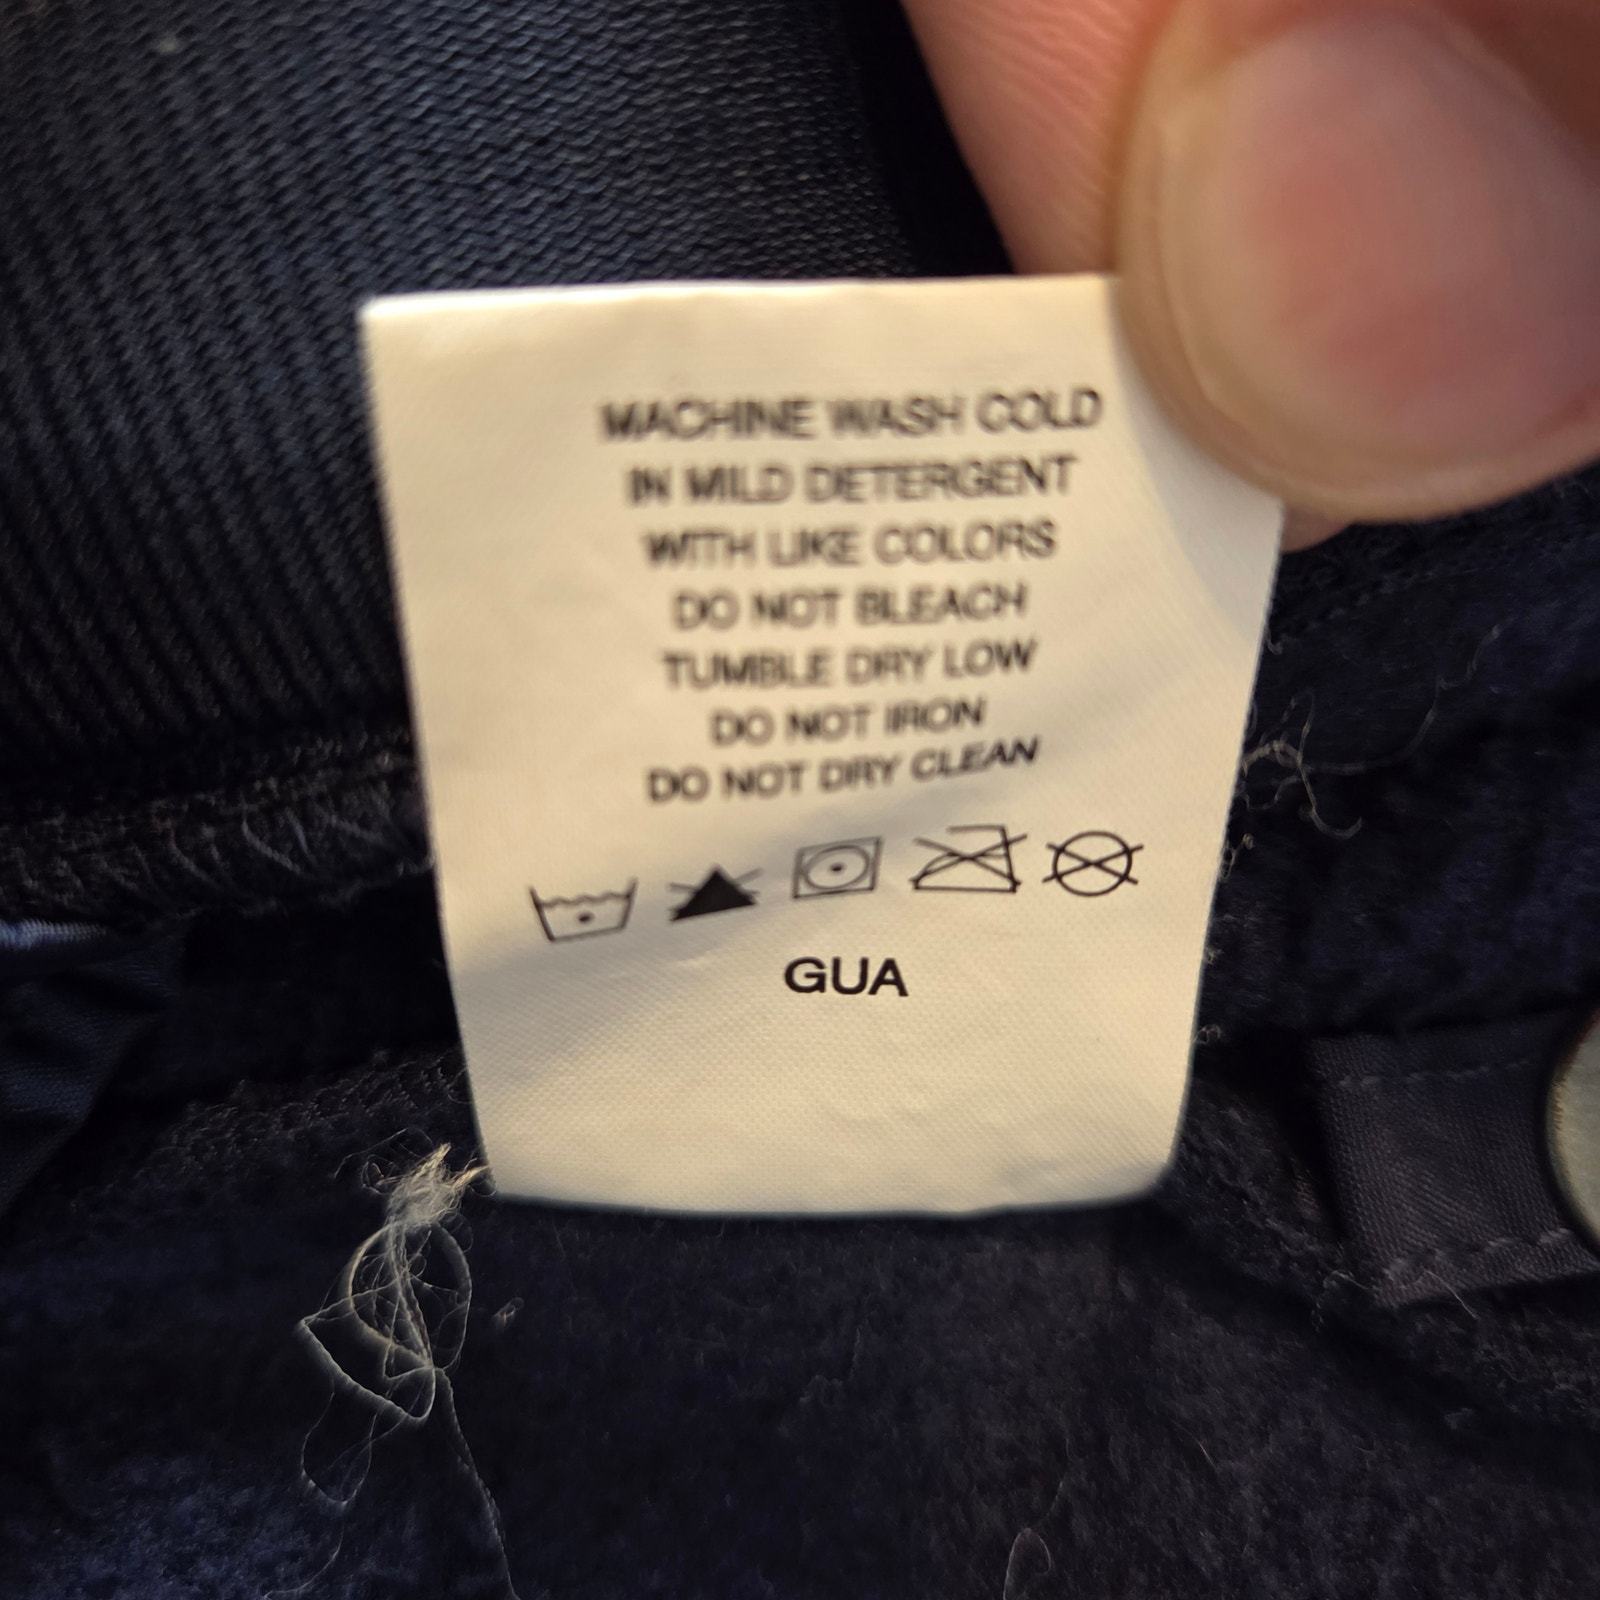 MACHINE WASH COLD
IN MILD DETERGENT
WITH LIKE COLORS
DO NOT BLEACH
TUMBLE DRY LOW
DO NOT IRON
DO NOT DRY CLEAN
GUA